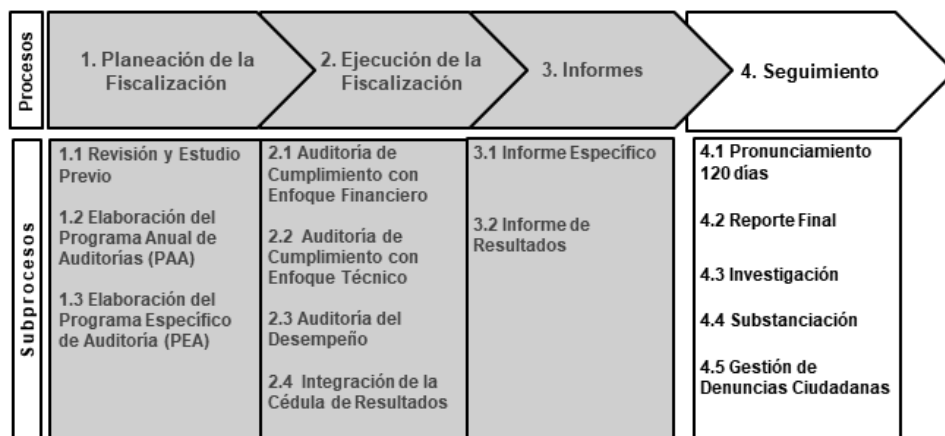 Procesos
1. Planeación de la
Fiscalización
2. Ejecución de la
Fiscalización
3. Informes
4. Seguimiento
Subprocesos
1.1 Revisión y Estudio
Previo
1.2 Elaboración del
Programa Anual de
Auditorías (PAA)
1.3 Elaboración del
Programa Específico
de Auditoría (PEA)
2.1 Auditoría de
Cumplimiento con
Enfoque Financiero
2.2 Auditoría de
Cumplimiento con
Enfoque Técnico
2.3 Auditoría del
Desempeño
2.4 Integración de la
Cédula de Resultados
3.1 Informe Específico
3.2 Informe de
Resultados
4.1 Pronunciamiento
120 días
4.2 Reporte Final
4.3 Investigación
4.4 Substanciación
4.5 Gestión de
Denuncias Ciudadanas